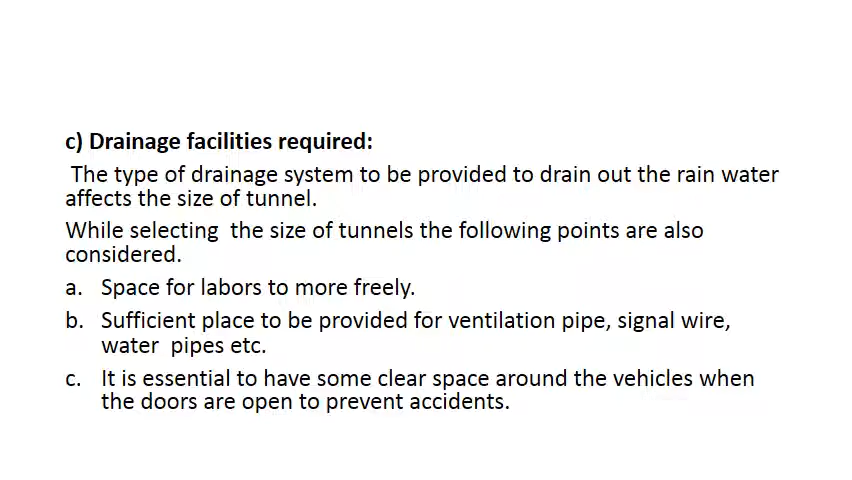 c) Drainage facilities required:
The type of drainage system to be provided to drain out the rain water
affects the size of tunnel.
While selecting  the size of tunnels the following points are also
considered.
a. Space for labors to more freely.
b. Sufficient place to be provided for ventilation pipe, signal wire,
water  pipes etc.
c. It is essential to have some clear space around the vehicles when
the doors are open to prevent accidents.